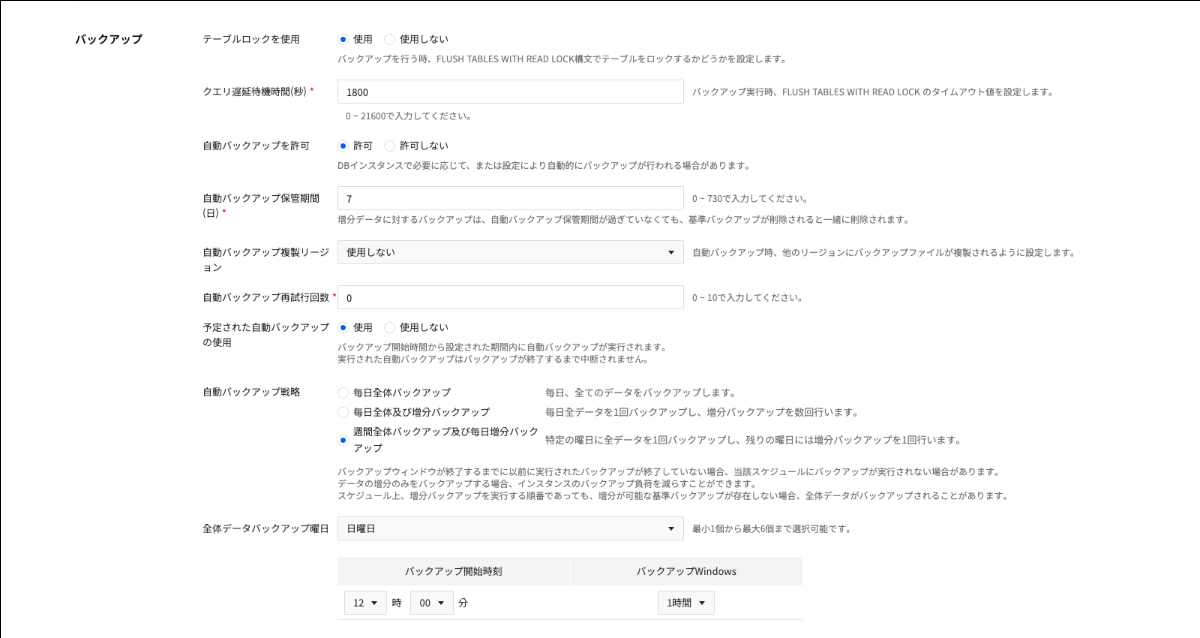 バックアップ
テーブルロックを使用
使用 使用しない
バックアップを行う時、FLUSH TABLES WITH READ LOCK構文でテーブルをロックするかどうかを設定します。
クエリ遅延待機時間(秒) *
1800
バックアップ実行時、FLUSH TABLES WITH READ LOCK のタイムアウト値を設定します。
0 ~ 21600で入力してください。
自動バックアップを許可
許可 許可しない
DBインスタンスで必要に応じて、または設定により自動的にバックアップが行われる場合があります。
自動バックアップ保管期間
(日) *
7
0 ~ 730で入力してください。
増分データに対するバックアップは、自動バックアップ保管期間が過ぎていなくても、基準バックアップが削除されると一緒に削除されます。
自動バックアップ複製リージ
ョン
使用しない
自動バックアップ時、他のリージョンにバックアップファイルが複製されるように設定します。
自動バックアップ再試行回数 *
0
0 ~ 10で入力してください。
予定された自動バックアップ
の使用
使用 使用しない
バックアップ開始時間から設定された期間内に自動バックアップが実行されます。
実行された自動バックアップはバックアップが終了するまで中断されません。
自動バックアップ戦略
毎日全体バックアップ
毎日、全てのデータをバックアップします。
毎日全体及び増分バックアップ
毎日全データを1回バックアップし、増分バックアップを数回行います。
週間全体バックアップ及び毎日増分バック
アップ
特定の曜日に全データを1回バックアップし、残りの曜日には増分バックアップを1回行います。
バックアップウィンドウが終了するまでに以前に実行されたバックアップが終了していない場合、当該スケジュールにバックアップが実行されない場合があります。
データの増分のみをバックアップする場合、インスタンスのバックアップ負荷を減らすことができます。
スケジュール上、増分バックアップを実行する順番であっても、増分が可能な基準バックアップが存在しない場合、全体データがバックアップされることがあります。
全体データバックアップ曜日
日曜日
最小1個から最大6個まで選択可能です。
バックアップ開始時刻
バックアップWindows
12 時 00 分
1時間